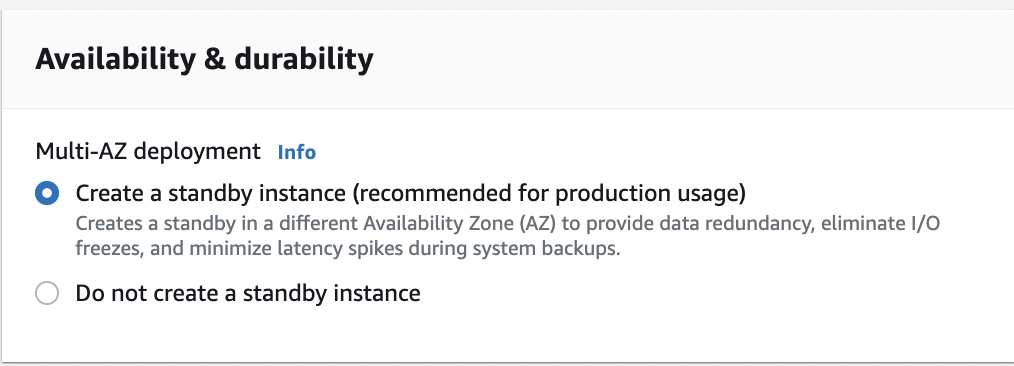 Availability & durability
Multi-AZ deployment Info
Create a standby instance (recommended for production usage)
Creates a standby in a different Availability Zone (AZ) to provide data redundancy, eliminate I/O
freezes, and minimize latency spikes during system backups.
Do not create a standby instance